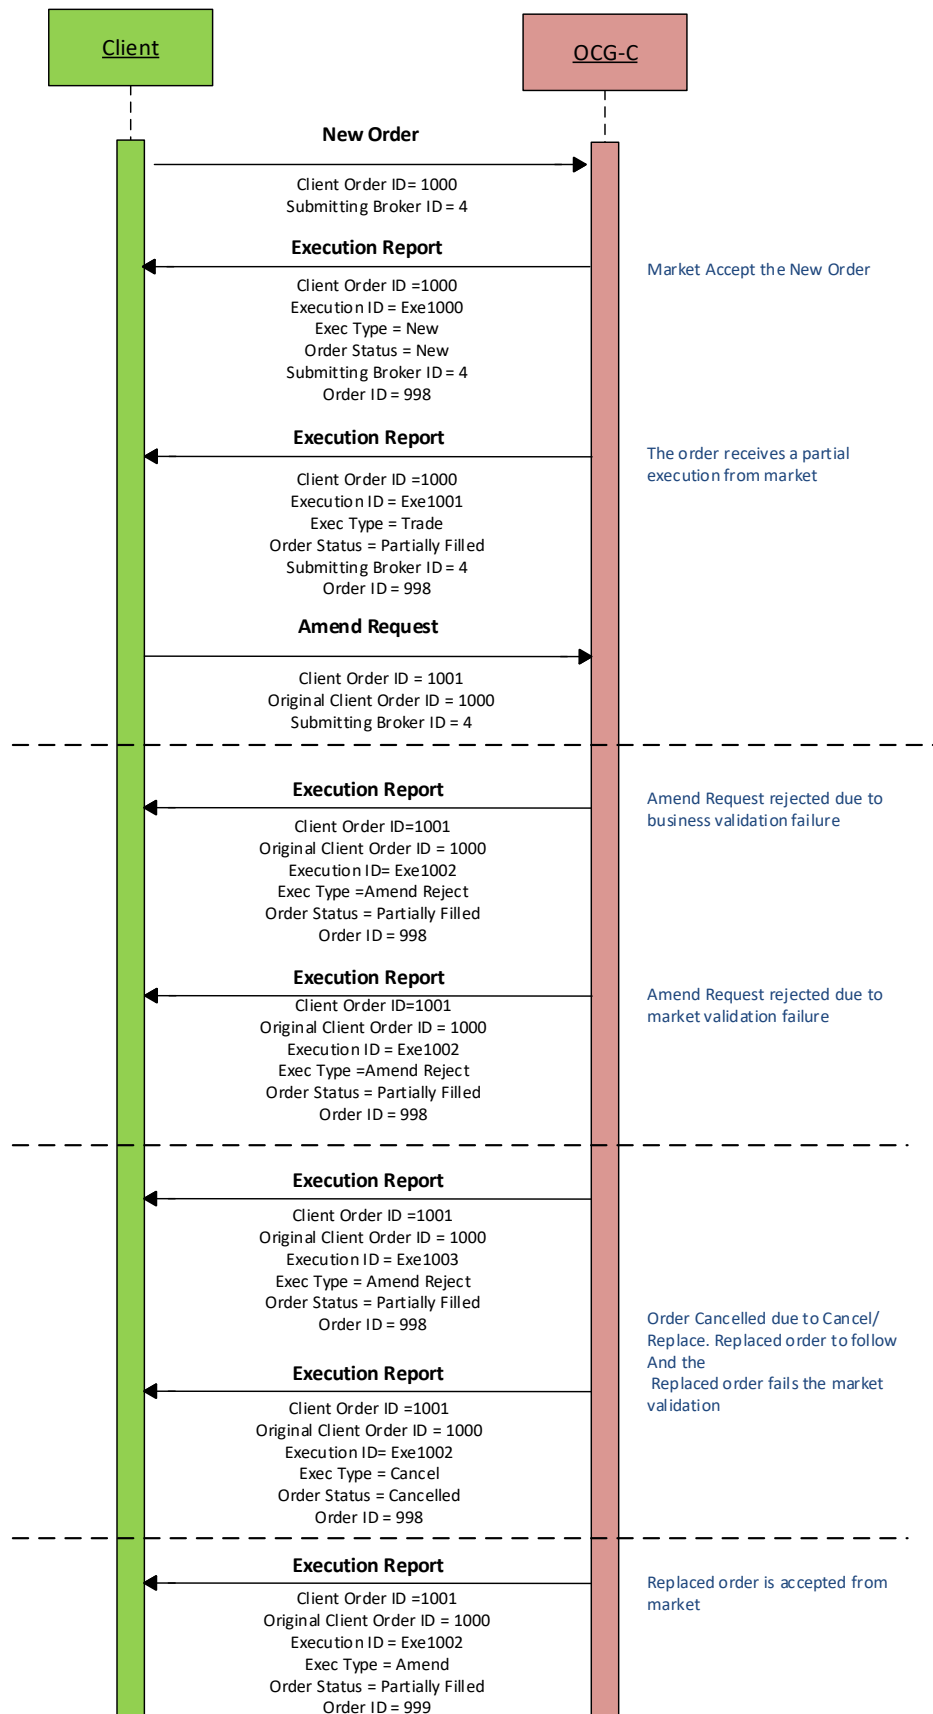 Client
OCG-C
New Order
Client Order ID= 1000
Submitting Broker ID = 4
Execution Report
Market Accept the New Order
Client Order ID =1000
Execution ID = Exe1000
Exec Type = New
Order Status = New
Submitting Broker ID = 4
Order ID = 998
Execution Report
The order receives a partial
execution from market
Client Order ID =1000
Execution ID = Exe1001
Exec Type = Trade
Order Status = Partially Filled
Submitting Broker ID = 4
Order ID = 998
Amend Request
Client Order ID = 1001
Original Client Order ID = 1000
Submitting Broker ID = 4
Execution Report
Amend Request rejected due to
business validation failure
Client Order ID=1001
Original Client Order ID = 1000
Execution ID= Exe1002
Exec Type =Amend Reject
Order Status = Partially Filled
Order ID = 998
Execution Report
Amend Request rejected due to
market validation failure
Client Order ID=1001
Original Client Order ID = 1000
Execution ID = Exe1002
Exec Type =Amend Reject
Order Status = Partially Filled
Order ID = 998
Execution Report
Client Order ID =1001
Original Client Order ID = 1000
Execution ID = Exe1003
Exec Type = Amend Reject
Order Status = Partially Filled
Order ID = 998
Order Cancelled due to Cancel/
Replace. Replaced order to follow
And the
Replaced order fails the market
validation
Execution Report
Client Order ID =1001
Original Client Order ID = 1000
Execution ID= Exe1002
Exec Type = Cancel
Order Status = Cancelled
Order ID = 998
Execution Report
Replaced order is accepted from
market
Client Order ID =1001
Original Client Order ID = 1000
Execution ID = Exe1002
Exec Type = Amend
Order Status = Partially Filled
Order ID = 999